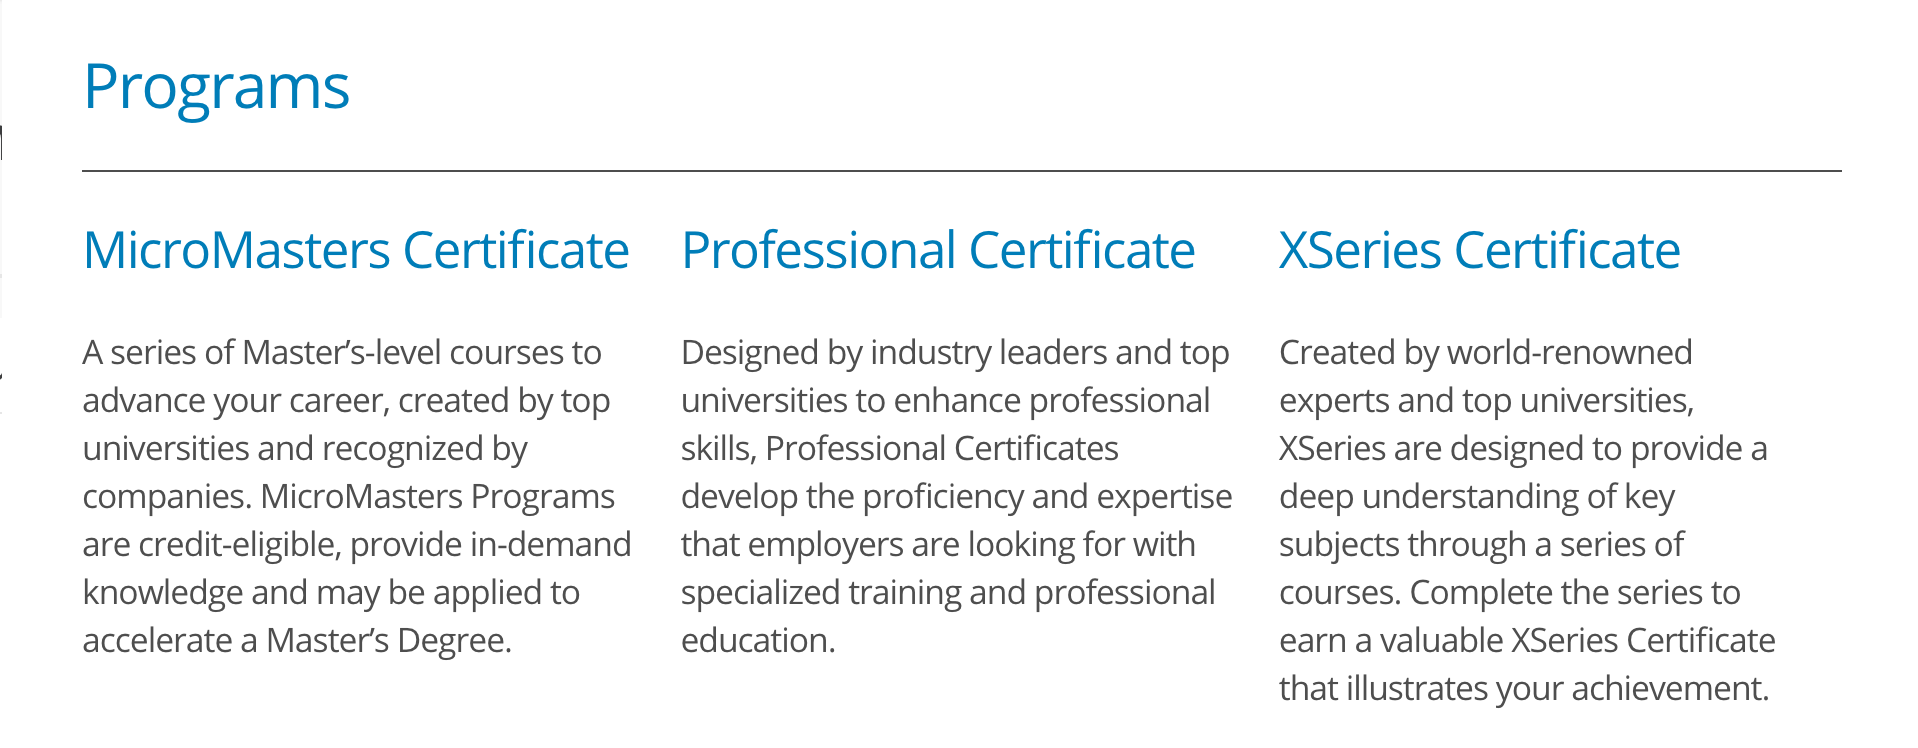 Programs
MicroMasters Certificate
A series of Master’s-level courses to
advance your career, created by top
universities and recognized by
companies. MicroMasters Programs
are credit-eligible, provide in-demand
knowledge and may be applied to
accelerate a Master’s Degree.
Professional Certificate
Designed by industry leaders and top
universities to enhance professional
skills, Professional Certificates
develop the proficiency and expertise
that employers are looking for with
specialized training and professional
education.
XSeries Certificate
Created by world-renowned
experts and top universities,
XSeries are designed to provide a
deep understanding of key
subjects through a series of
courses. Complete the series to
earn a valuable XSeries Certificate
that illustrates your achievement.